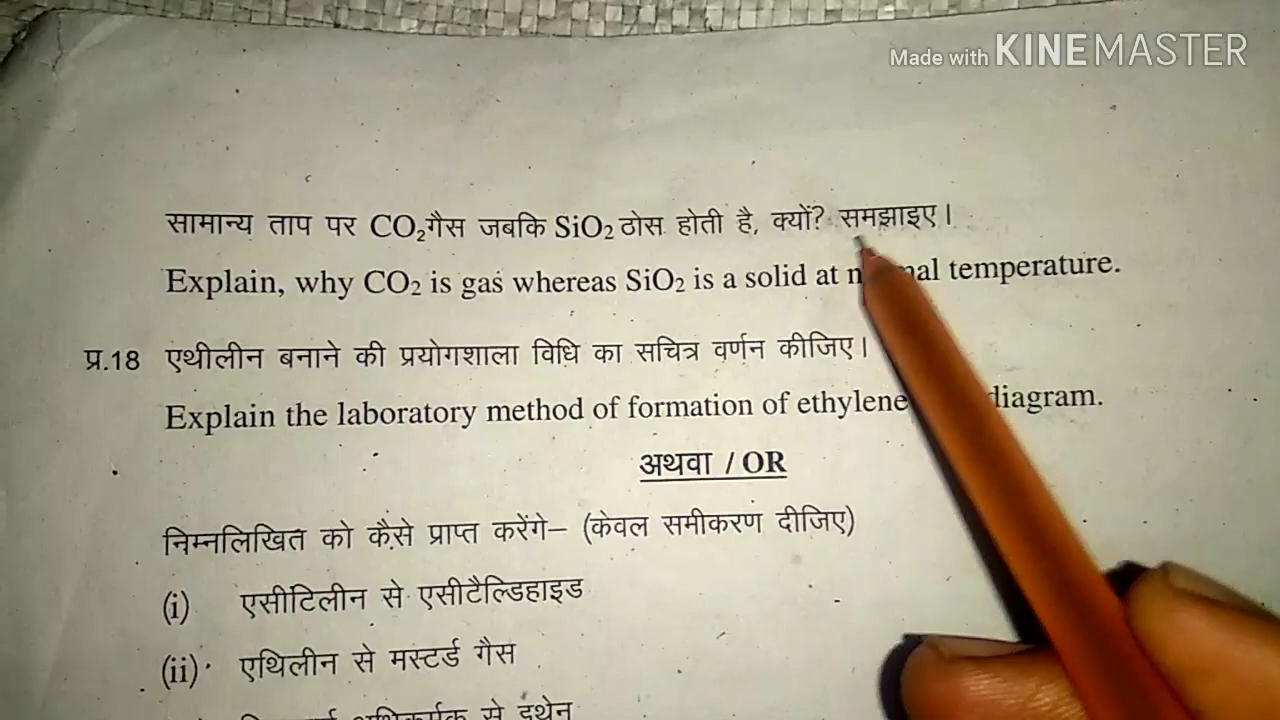 Made with KINEMASTER
सामान्य ताप पर CO₂ गैस जबकि SiO₂ ठोस होती है, क्यों? समझाइए।
Explain, why CO₂ is gas whereas SiO₂ is a solid at temperature.
प्र.18 एथीलीन बनाने की प्रयोगशाला विधि का सचित्र वर्णन कीजिए।
Explain the laboratory method of formation of ethylene diagram.
अथवा / OR
निम्नलिखित को कैसे प्राप्त करेंगे– (केवल समीकरण दीजिए)
(i) एसीटिलीन से एसीटैल्डिहाइड
(ii) एथिलीन से मस्टर्ड गैस
से इथेन